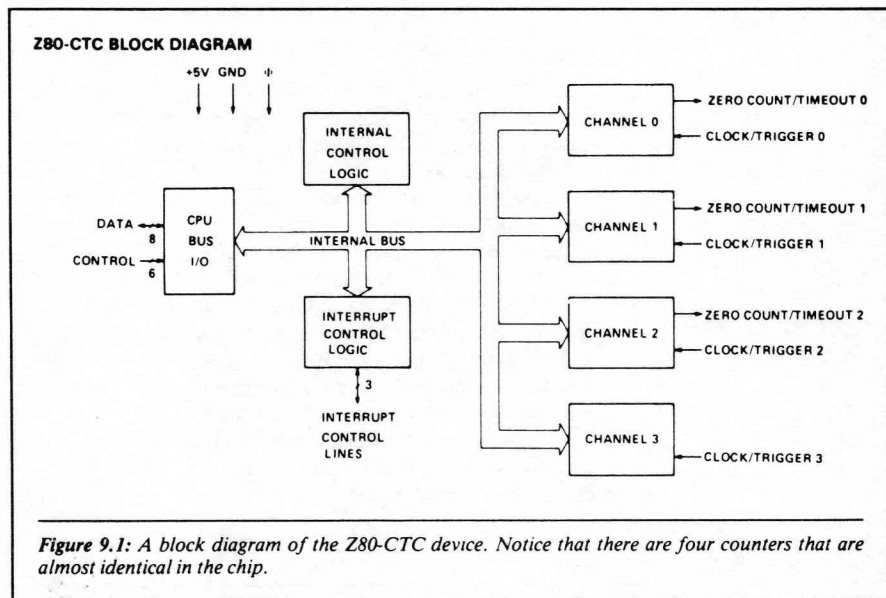 Z80-CTC BLOCK DIAGRAM
+5V GND Φ
INTERNAL
CONTROL
LOGIC
CHANNEL 0
ZERO COUNT/TIMEOUT 0
CLOCK/TRIGGER 0
DATA
8
CONTROL
6
CPU
BUS
I/O
INTERNAL BUS
CHANNEL 1
ZERO COUNT/TIMEOUT 1
CLOCK/TRIGGER 1
INTERRUPT
CONTROL
LOGIC
3
INTERRUPT
CONTROL
LINES
CHANNEL 2
ZERO COUNT/TIMEOUT 2
CLOCK/TRIGGER 2
CHANNEL 3
CLOCK/TRIGGER 3
Figure 9.1: A block diagram of the Z80-CTC device. Notice that there are four counters that are
almost identical in the chip.